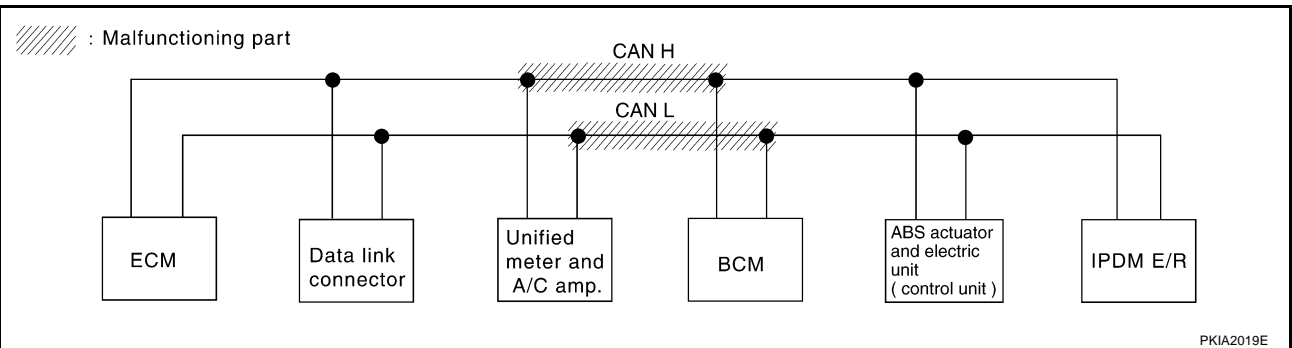 : Malfunctioning part
CAN H
CAN L
ECM
Data link
connector
Unified
meter and
A/C amp.
BCM
ABS actuator
and electric
unit
( control unit )
IPDM E/R
PKIA2019E